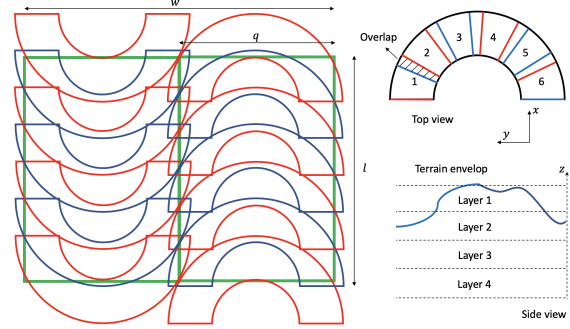 w
q
l
Overlap
1
2
3
4
5
6
Top view
x
y
Terrain envelop
z
Layer 1
Layer 2
Layer 3
Layer 4
Side view